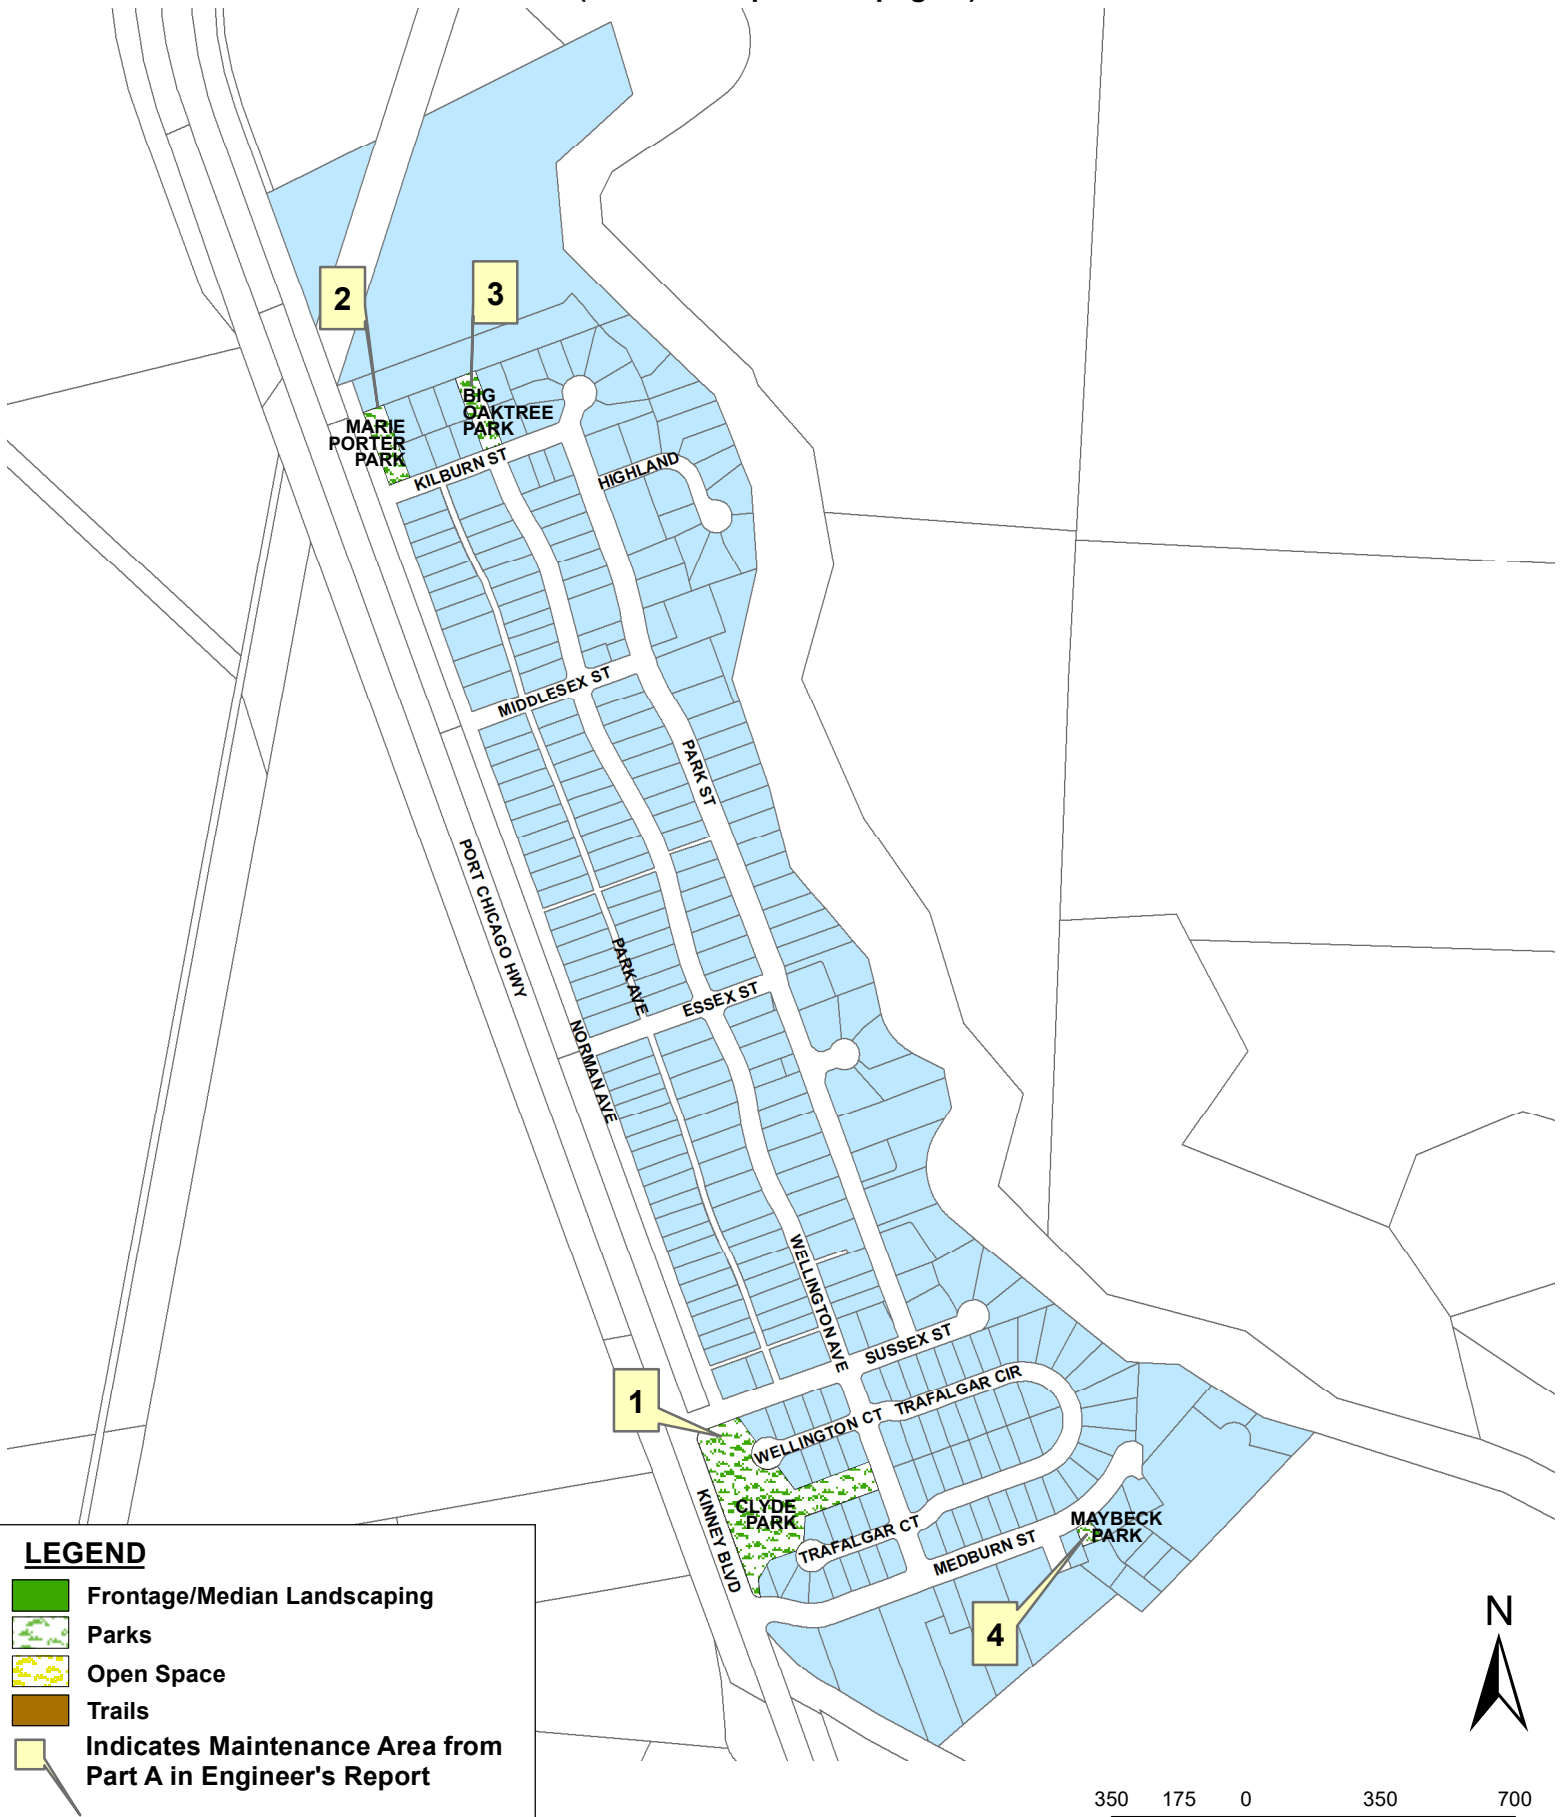 2
3
BIG
OAKTREE
PARK
MARIE
PORTER
PARK
KILBURN ST
HIGHLAND
MIDDLESEX ST
PARK ST
PORT CHICAGO HWY
PARK AVE
ESSEX ST
NORMAN AVE
WELLINGTON AVE
SUSSEX ST
1
TRAFALGAR CIR
WELLINGTON CT
CLYDE
PARK
KINNEY BLVD
TRAFALGAR CT
MEDBURN ST
MAYBECK
PARK
4
LEGEND
Frontage/Median Landscaping
Parks
Open Space
Trails
Indicates Maintenance Area from
Part A in Engineer's Report
N
350 175 0 350 700